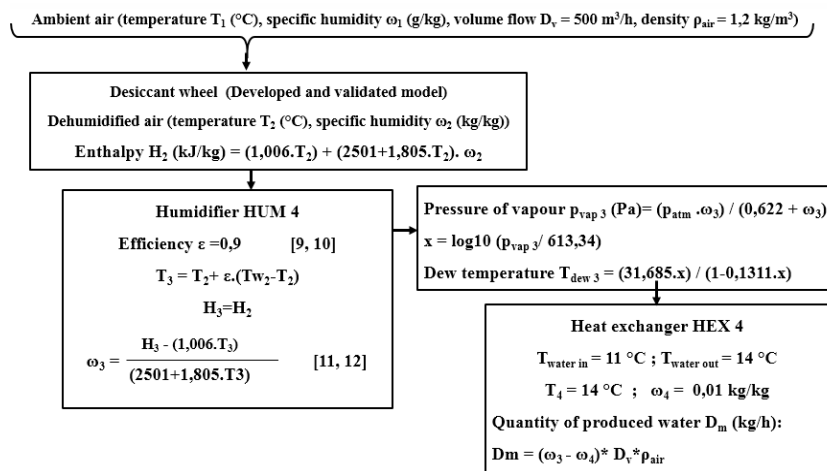 Ambient air (temperature T₁ (°C), specific humidity ω₁ (g/kg), volume flow Dᵥ = 500 m³/h, density ρair = 1,2 kg/m³)
Desiccant wheel (Developed and validated model)
Dehumidified air (temperature T₂ (°C), specific humidity ω₂ (kg/kg))
Enthalpy H₂ (kJ/kg) = (1,006.T₂) + (2501+1,805.T₂). ω₂
Humidifier HUM 4
Efficiency ε =0,9 [9, 10]
T₃ = T₂+ ε.(Tw₂-T₂)
H₃=H₂
ω₃ = H₃ - (1,006.T₃) / (2501+1,805.T3) [11, 12]
Pressure of vapour pvap 3 (Pa)= (patm .ω₃) / (0,622 + ω₃)
x = log10 (pvap 3/ 613,34)
Dew temperature Tdew 3 = (31,685.x) / (1-0,1311.x)
Heat exchanger HEX 4
Twater in = 11 °C ; Twater out = 14 °C
T₄ = 14 °C ; ω₄ = 0,01 kg/kg
Quantity of produced water Dm (kg/h):
Dm = (ω₃ - ω₄)* Dᵥ*ρair